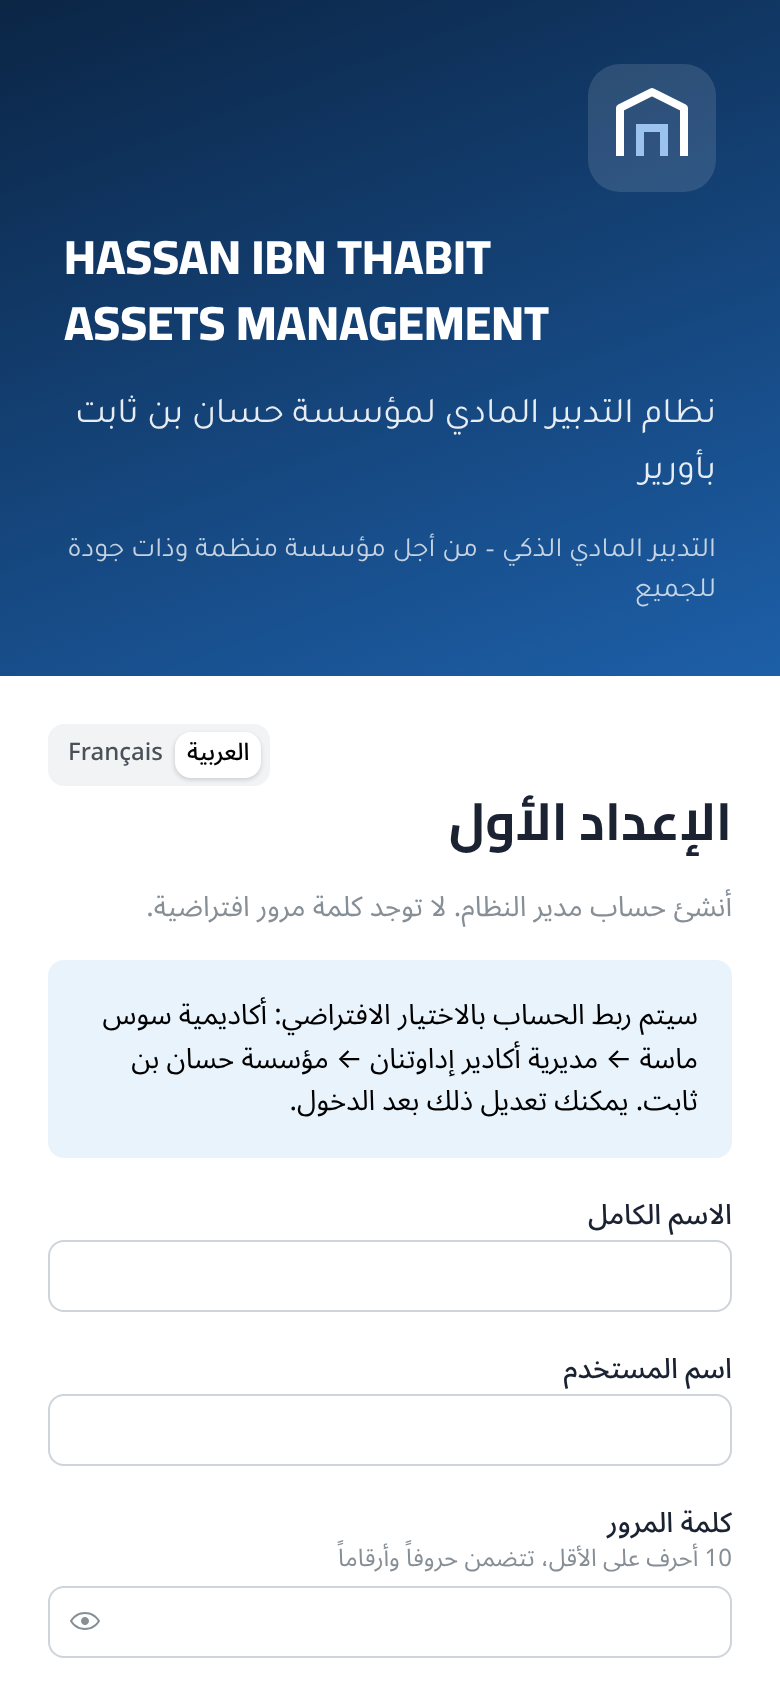 HASSAN IBN THABIT
ASSETS MANAGEMENT
نظام التدبير المادي لمؤسسة حسان بن ثابت
بأورير
التدبير المادي الذكي - من أجل مؤسسة منظمة وذات جودة
للجميع
العربية Français
الإعداد الأول
أنشئ حساب مدير النظام. لا توجد كلمة مرور افتراضية.
سيتم ربط الحساب بالاختيار الافتراضي: أكاديمية سوس
ماسة ← مديرية أكادير إداوتنان ← مؤسسة حسان بن
ثابت. يمكنك تعديل ذلك بعد الدخول.
الاسم الكامل
اسم المستخدم
كلمة المرور
10 أحرف على الأقل، تتضمن حروفاً وأرقاماً